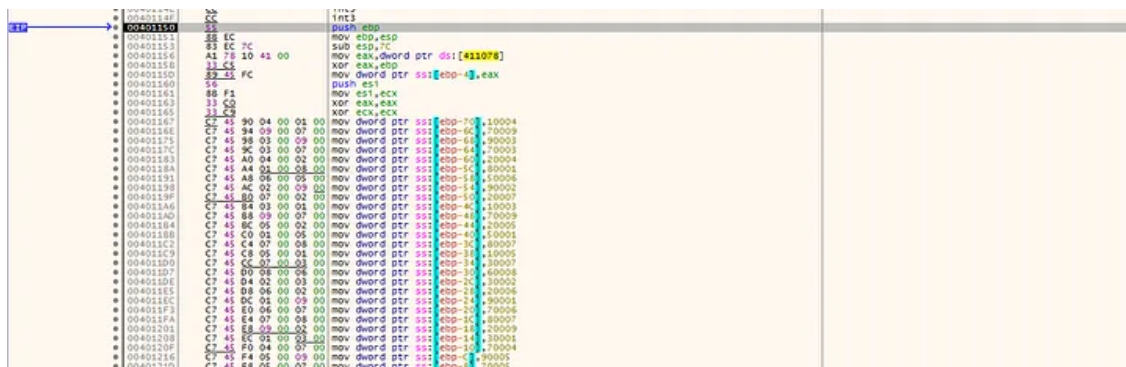 0040114F CC int3
EIP 00401150 55 push ebp
00401151 8B EC mov ebp,esp
00401153 83 EC 7C sub esp,7C
00401156 A1 78 10 41 00 mov eax,dword ptr ds:[411078]
0040115B 33 C5 xor eax,ebp
0040115D 89 45 FC mov dword ptr ss:[ebp-4],eax
00401160 56 push esi
00401161 8B F1 mov esi,ecx
00401163 33 C0 xor eax,eax
00401165 33 C9 xor ecx,ecx
00401167 C7 45 90 04 00 01 00 mov dword ptr ss:[ebp-70],10004
0040116E C7 45 94 09 00 07 00 mov dword ptr ss:[ebp-6C],70009
00401175 C7 45 98 03 00 09 00 mov dword ptr ss:[ebp-68],90003
0040117C C7 45 9C 03 00 07 00 mov dword ptr ss:[ebp-64],70003
00401183 C7 45 A0 04 00 02 00 mov dword ptr ss:[ebp-60],20004
0040118A C7 45 A4 01 00 08 00 mov dword ptr ss:[ebp-5C],80001
00401191 C7 45 A8 06 00 05 00 mov dword ptr ss:[ebp-58],50006
00401198 C7 45 AC 02 00 09 00 mov dword ptr ss:[ebp-54],90002
0040119F C7 45 B0 07 00 02 00 mov dword ptr ss:[ebp-50],20007
004011A6 C7 45 B4 03 00 01 00 mov dword ptr ss:[ebp-4C],10003
004011AD C7 45 B8 09 00 07 00 mov dword ptr ss:[ebp-48],70009
004011B4 C7 45 BC 05 00 02 00 mov dword ptr ss:[ebp-44],20005
004011BB C7 45 C0 01 00 05 00 mov dword ptr ss:[ebp-40],50001
004011C2 C7 45 C4 07 00 08 00 mov dword ptr ss:[ebp-3C],80007
004011C9 C7 45 C8 05 00 01 00 mov dword ptr ss:[ebp-38],10005
004011D0 C7 45 CC 07 00 03 00 mov dword ptr ss:[ebp-34],30007
004011D7 C7 45 D0 08 00 06 00 mov dword ptr ss:[ebp-30],60008
004011DE C7 45 D4 02 00 03 00 mov dword ptr ss:[ebp-2C],30002
004011E5 C7 45 D8 06 00 02 00 mov dword ptr ss:[ebp-28],20006
004011EC C7 45 DC 01 00 09 00 mov dword ptr ss:[ebp-24],90001
004011F3 C7 45 E0 06 00 07 00 mov dword ptr ss:[ebp-20],70006
004011FA C7 45 E4 07 00 08 00 mov dword ptr ss:[ebp-1C],80007
00401201 C7 45 E8 09 00 02 00 mov dword ptr ss:[ebp-18],20009
00401208 C7 45 EC 01 00 03 00 mov dword ptr ss:[ebp-14],30001
0040120F C7 45 F0 04 00 07 00 mov dword ptr ss:[ebp-10],70004
00401216 C7 45 F4 05 00 09 00 mov dword ptr ss:[ebp-C],90005